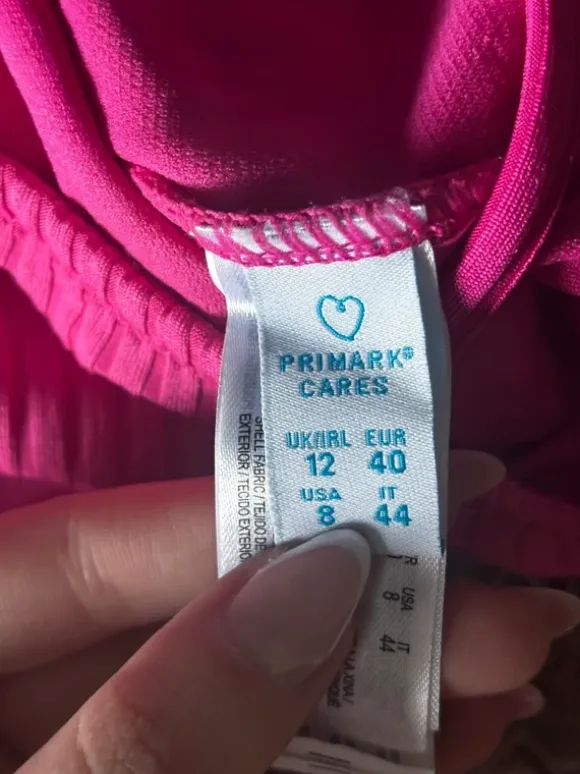 PRIMARK®
CARES
UK/IRL EUR
12 40
USA IT
8 44
SHELL FABRIC / TEJIDO DE
EXTERIOR / TECIDO EXTERIO
USA IT
8 44